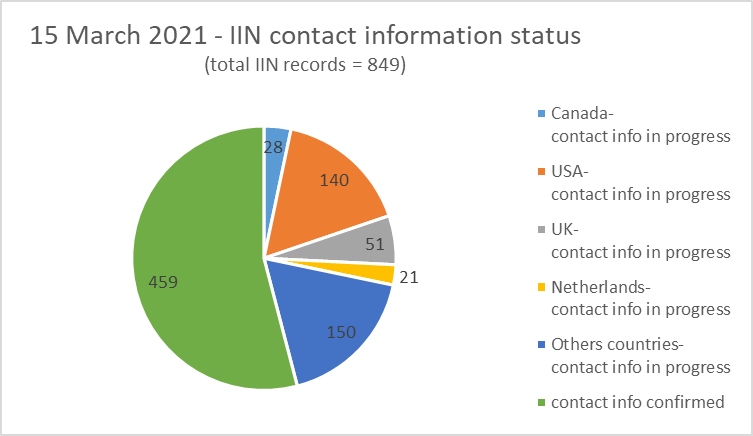 15 March 2021 - IIN contact information status
(total IIN records = 849)
28
140
51
21
150
459
Canada-
contact info in progress
USA-
contact info in progress
UK-
contact info in progress
Netherlands-
contact info in progress
Others countries-
contact info in progress
contact info confirmed